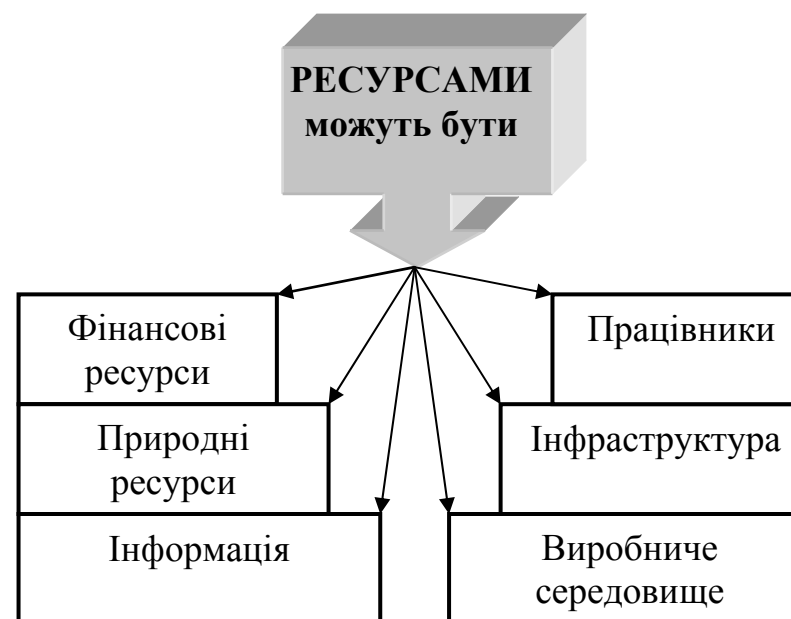 РЕСУРСАМИ
можуть бути
Фінансові
ресурси
Працівники
Природні
ресурси
Інфраструктура
Інформація
Виробниче
середовище